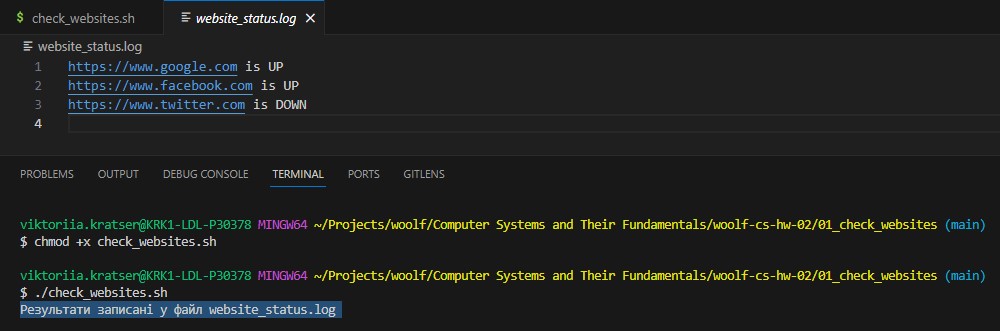 $ check_websites.sh
website_status.log ×
website_status.log
1 https://www.google.com is UP
2 https://www.facebook.com is UP
3 https://www.twitter.com is DOWN
4
PROBLEMS OUTPUT DEBUG CONSOLE TERMINAL PORTS GITLENS
viktoriia.kratser@KRK1-LDL-P30378 MINGW64 ~/Projects/woolf/Computer Systems and Their Fundamentals/woolf-cs-hw-02/01_check_websites (main)
$ chmod +x check_websites.sh
viktoriia.kratser@KRK1-LDL-P30378 MINGW64 ~/Projects/woolf/Computer Systems and Their Fundamentals/woolf-cs-hw-02/01_check_websites (main)
$ ./check_websites.sh
Результати записані у файл website_status.log